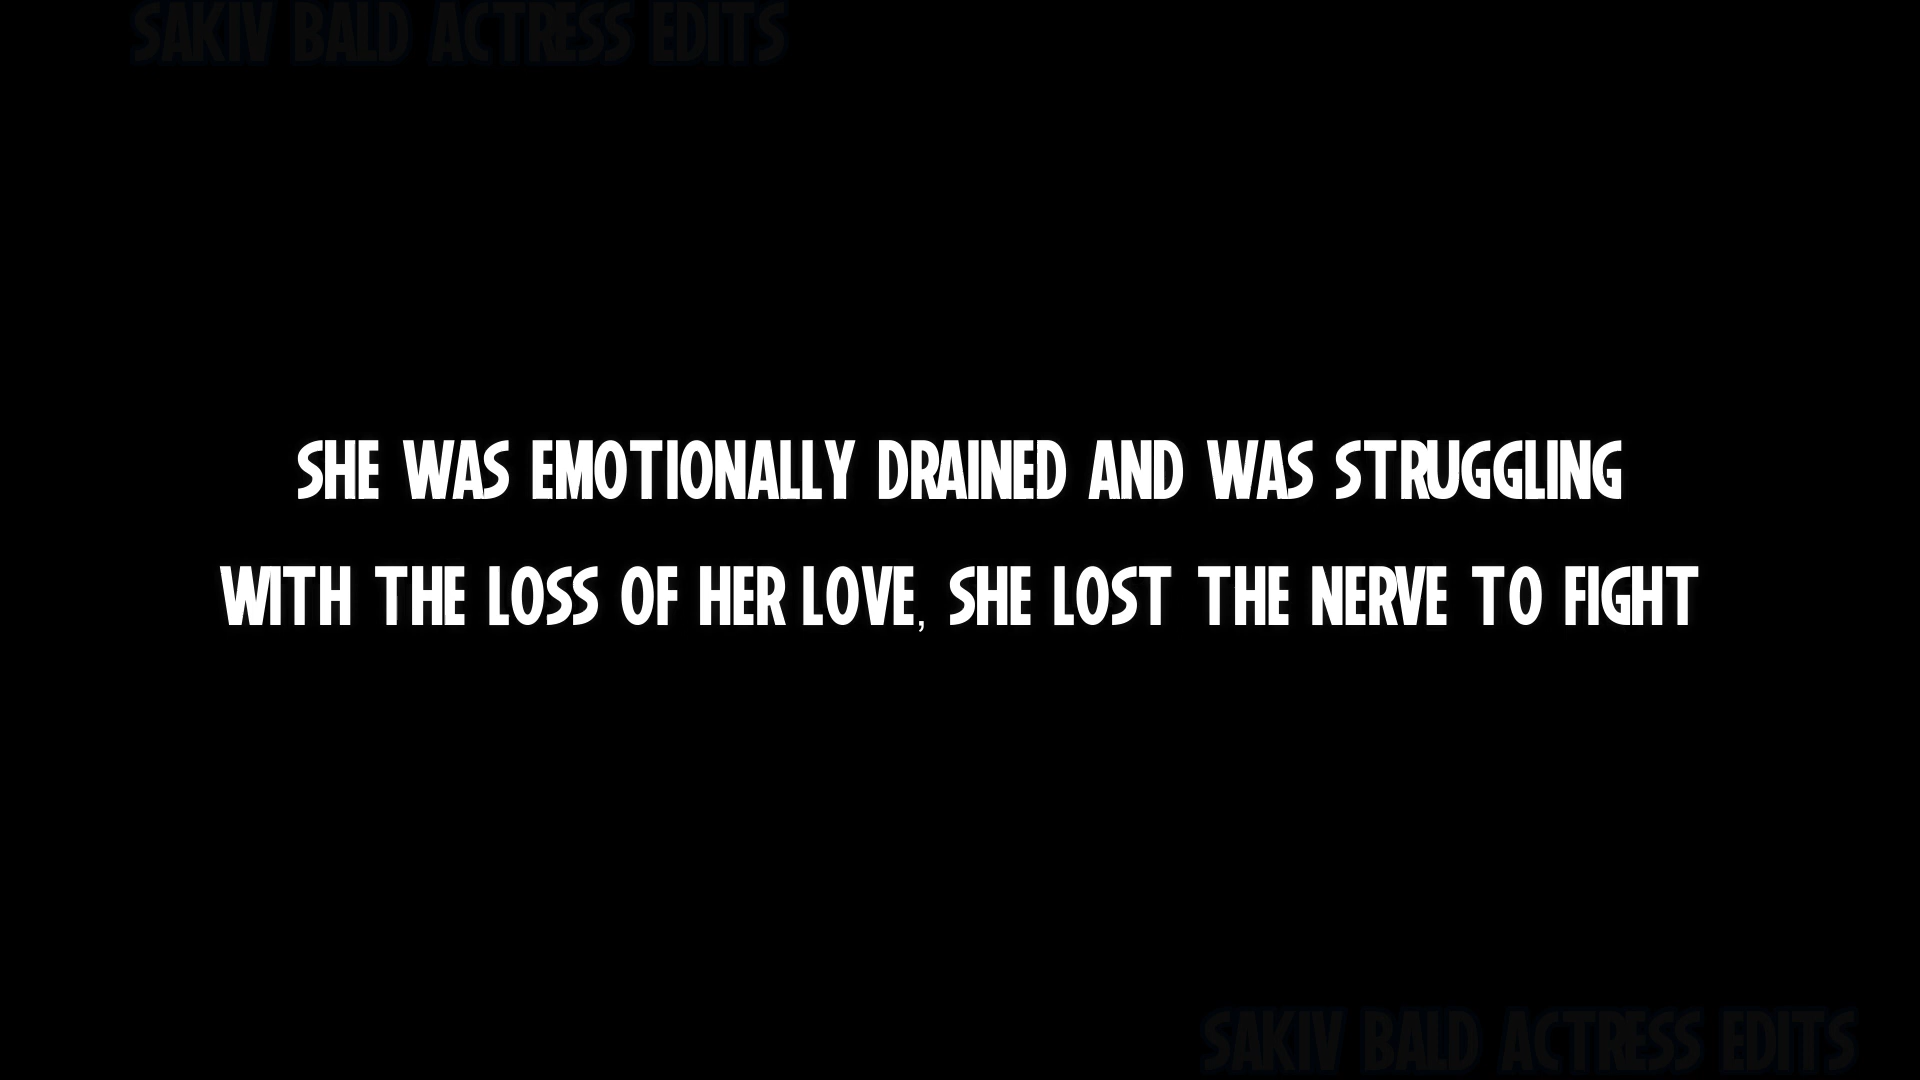 SAKIV BALD ACTRESS EDITS
SHE WAS EMOTIONALLY DRAINED AND WAS STRUGGLING
WITH THE LOSS OF HER LOVE, SHE LOST THE NERVE TO FIGHT
SAKIV BALD ACTRESS EDITS